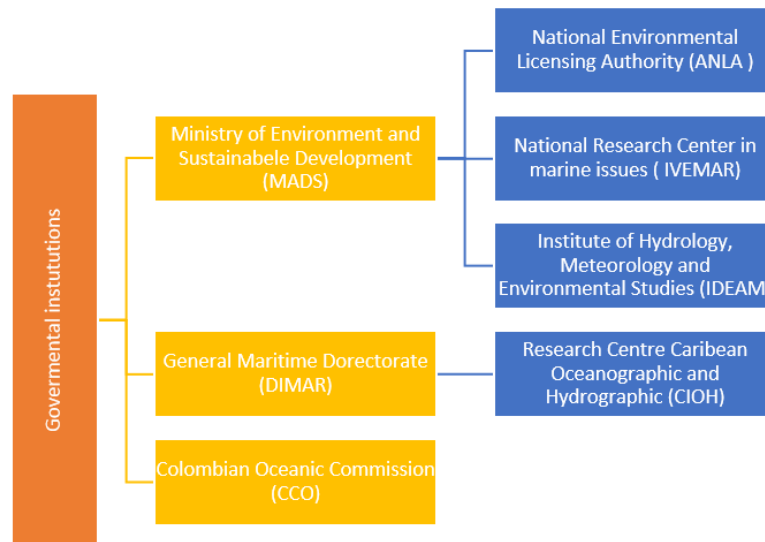 Govermental instututions
Ministry of Environment and
Sustainabele Development
(MADS)
National Environmental
Licensing Authority (ANLA )
National Research Center in
marine issues ( IVEMAR)
Institute of Hydrology,
Meteorology and
Environmental Studies (IDEAM
General Maritime Dorectorate
(DIMAR)
Research Centre Caribean
Oceanographic and
Hydrographic (CIOH)
Colombian Oceanic Commission
(CCO)